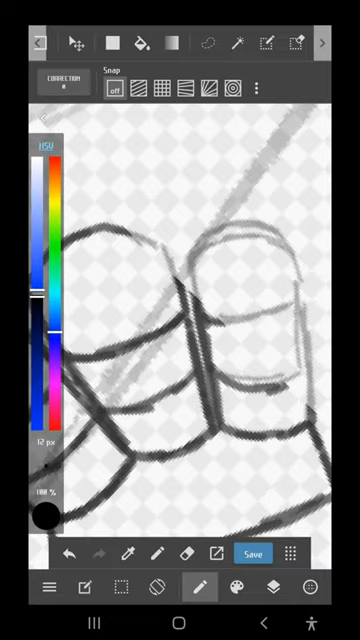 CORRECTION
Snap
off
HSV
12 px
100 %
Save